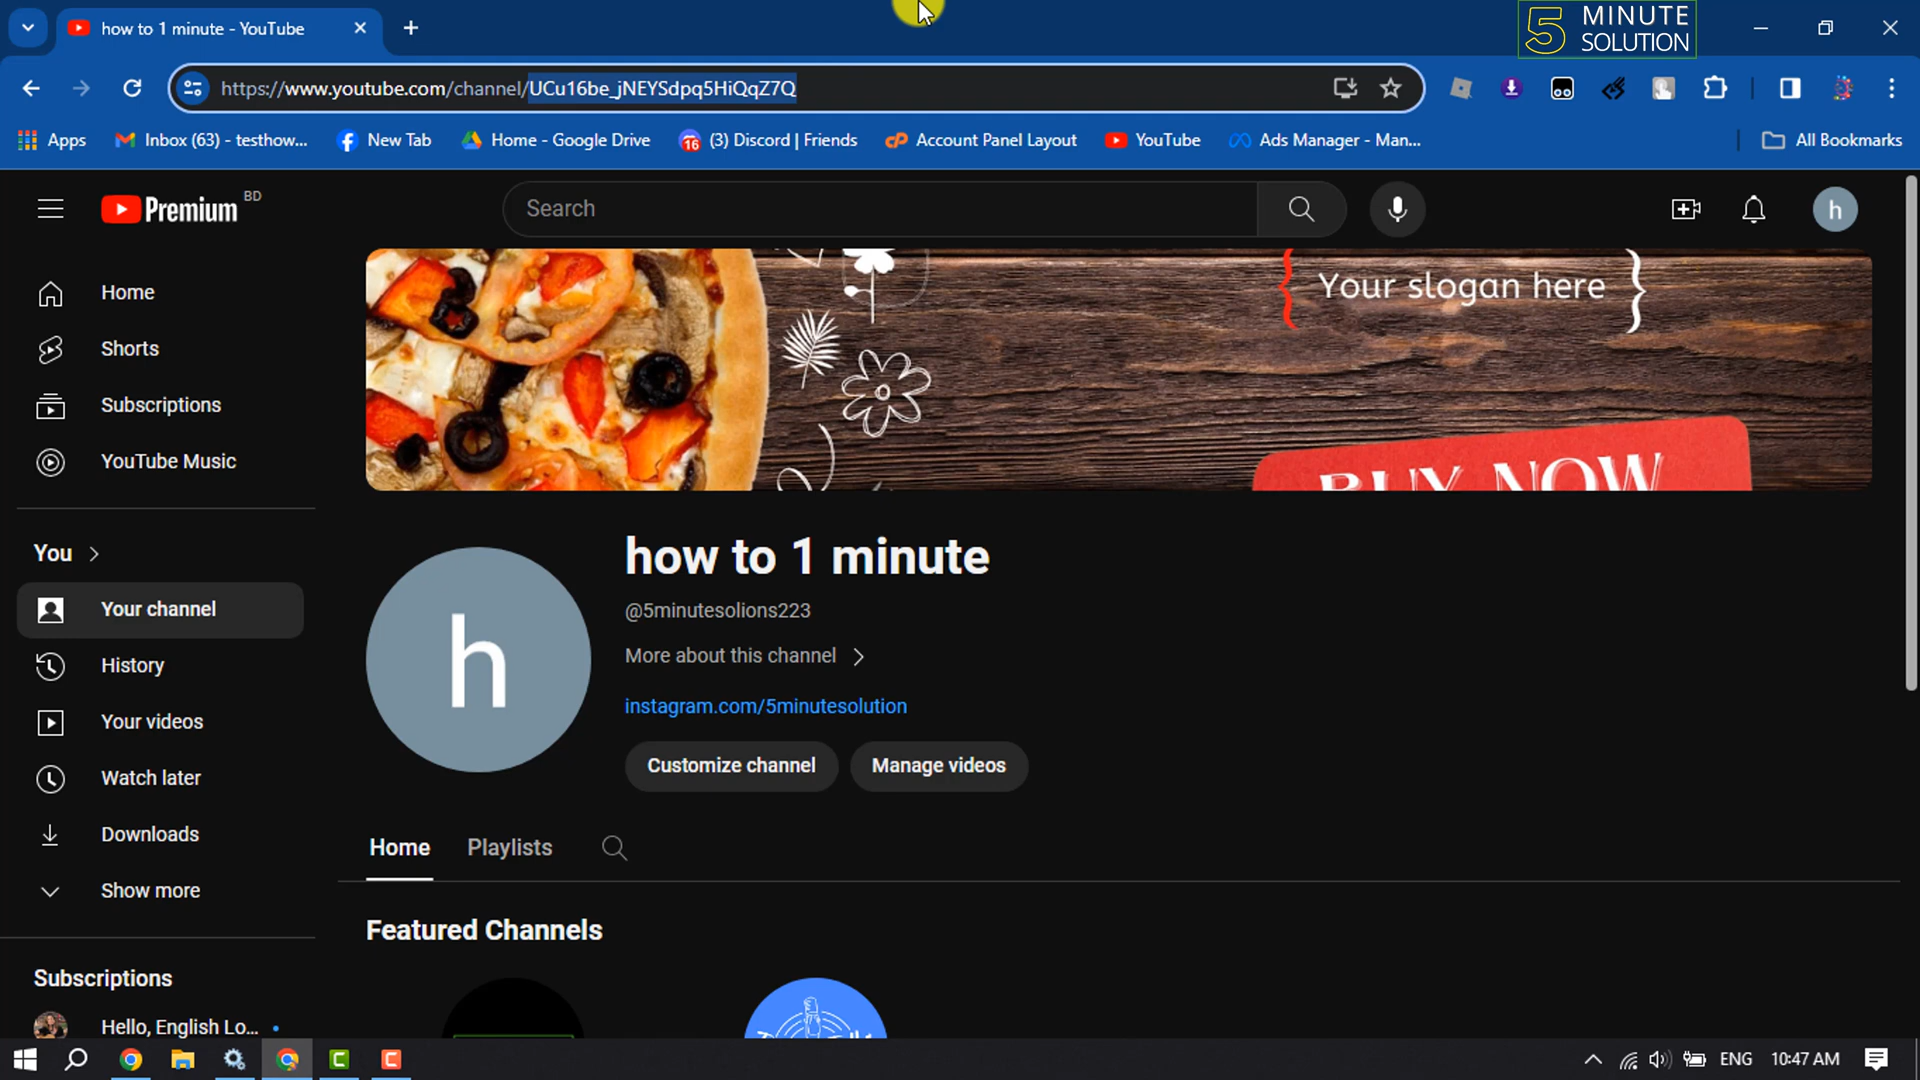 how to 1 minute - YouTube
5 MINUTE
SOLUTION
https://www.youtube.com/channel/UCu16be_jNEYSdpq5HiQqZ7Q
Apps
Inbox (63) - testhow...
New Tab
Home - Google Drive
16
(3) Discord | Friends
Account Panel Layout
YouTube
Ads Manager - Man...
All Bookmarks
Premium BD
Search
h
Home
Shorts
Subscriptions
YouTube Music
You
Your channel
History
Your videos
Watch later
Downloads
Show more
Subscriptions
Hello, English Lo...
Your slogan here
BUY NOW
h
how to 1 minute
@5minutesolions223
More about this channel
instagram.com/5minutesolution
Customize channel
Manage videos
Home
Playlists
Featured Channels
ENG
10:47 AM